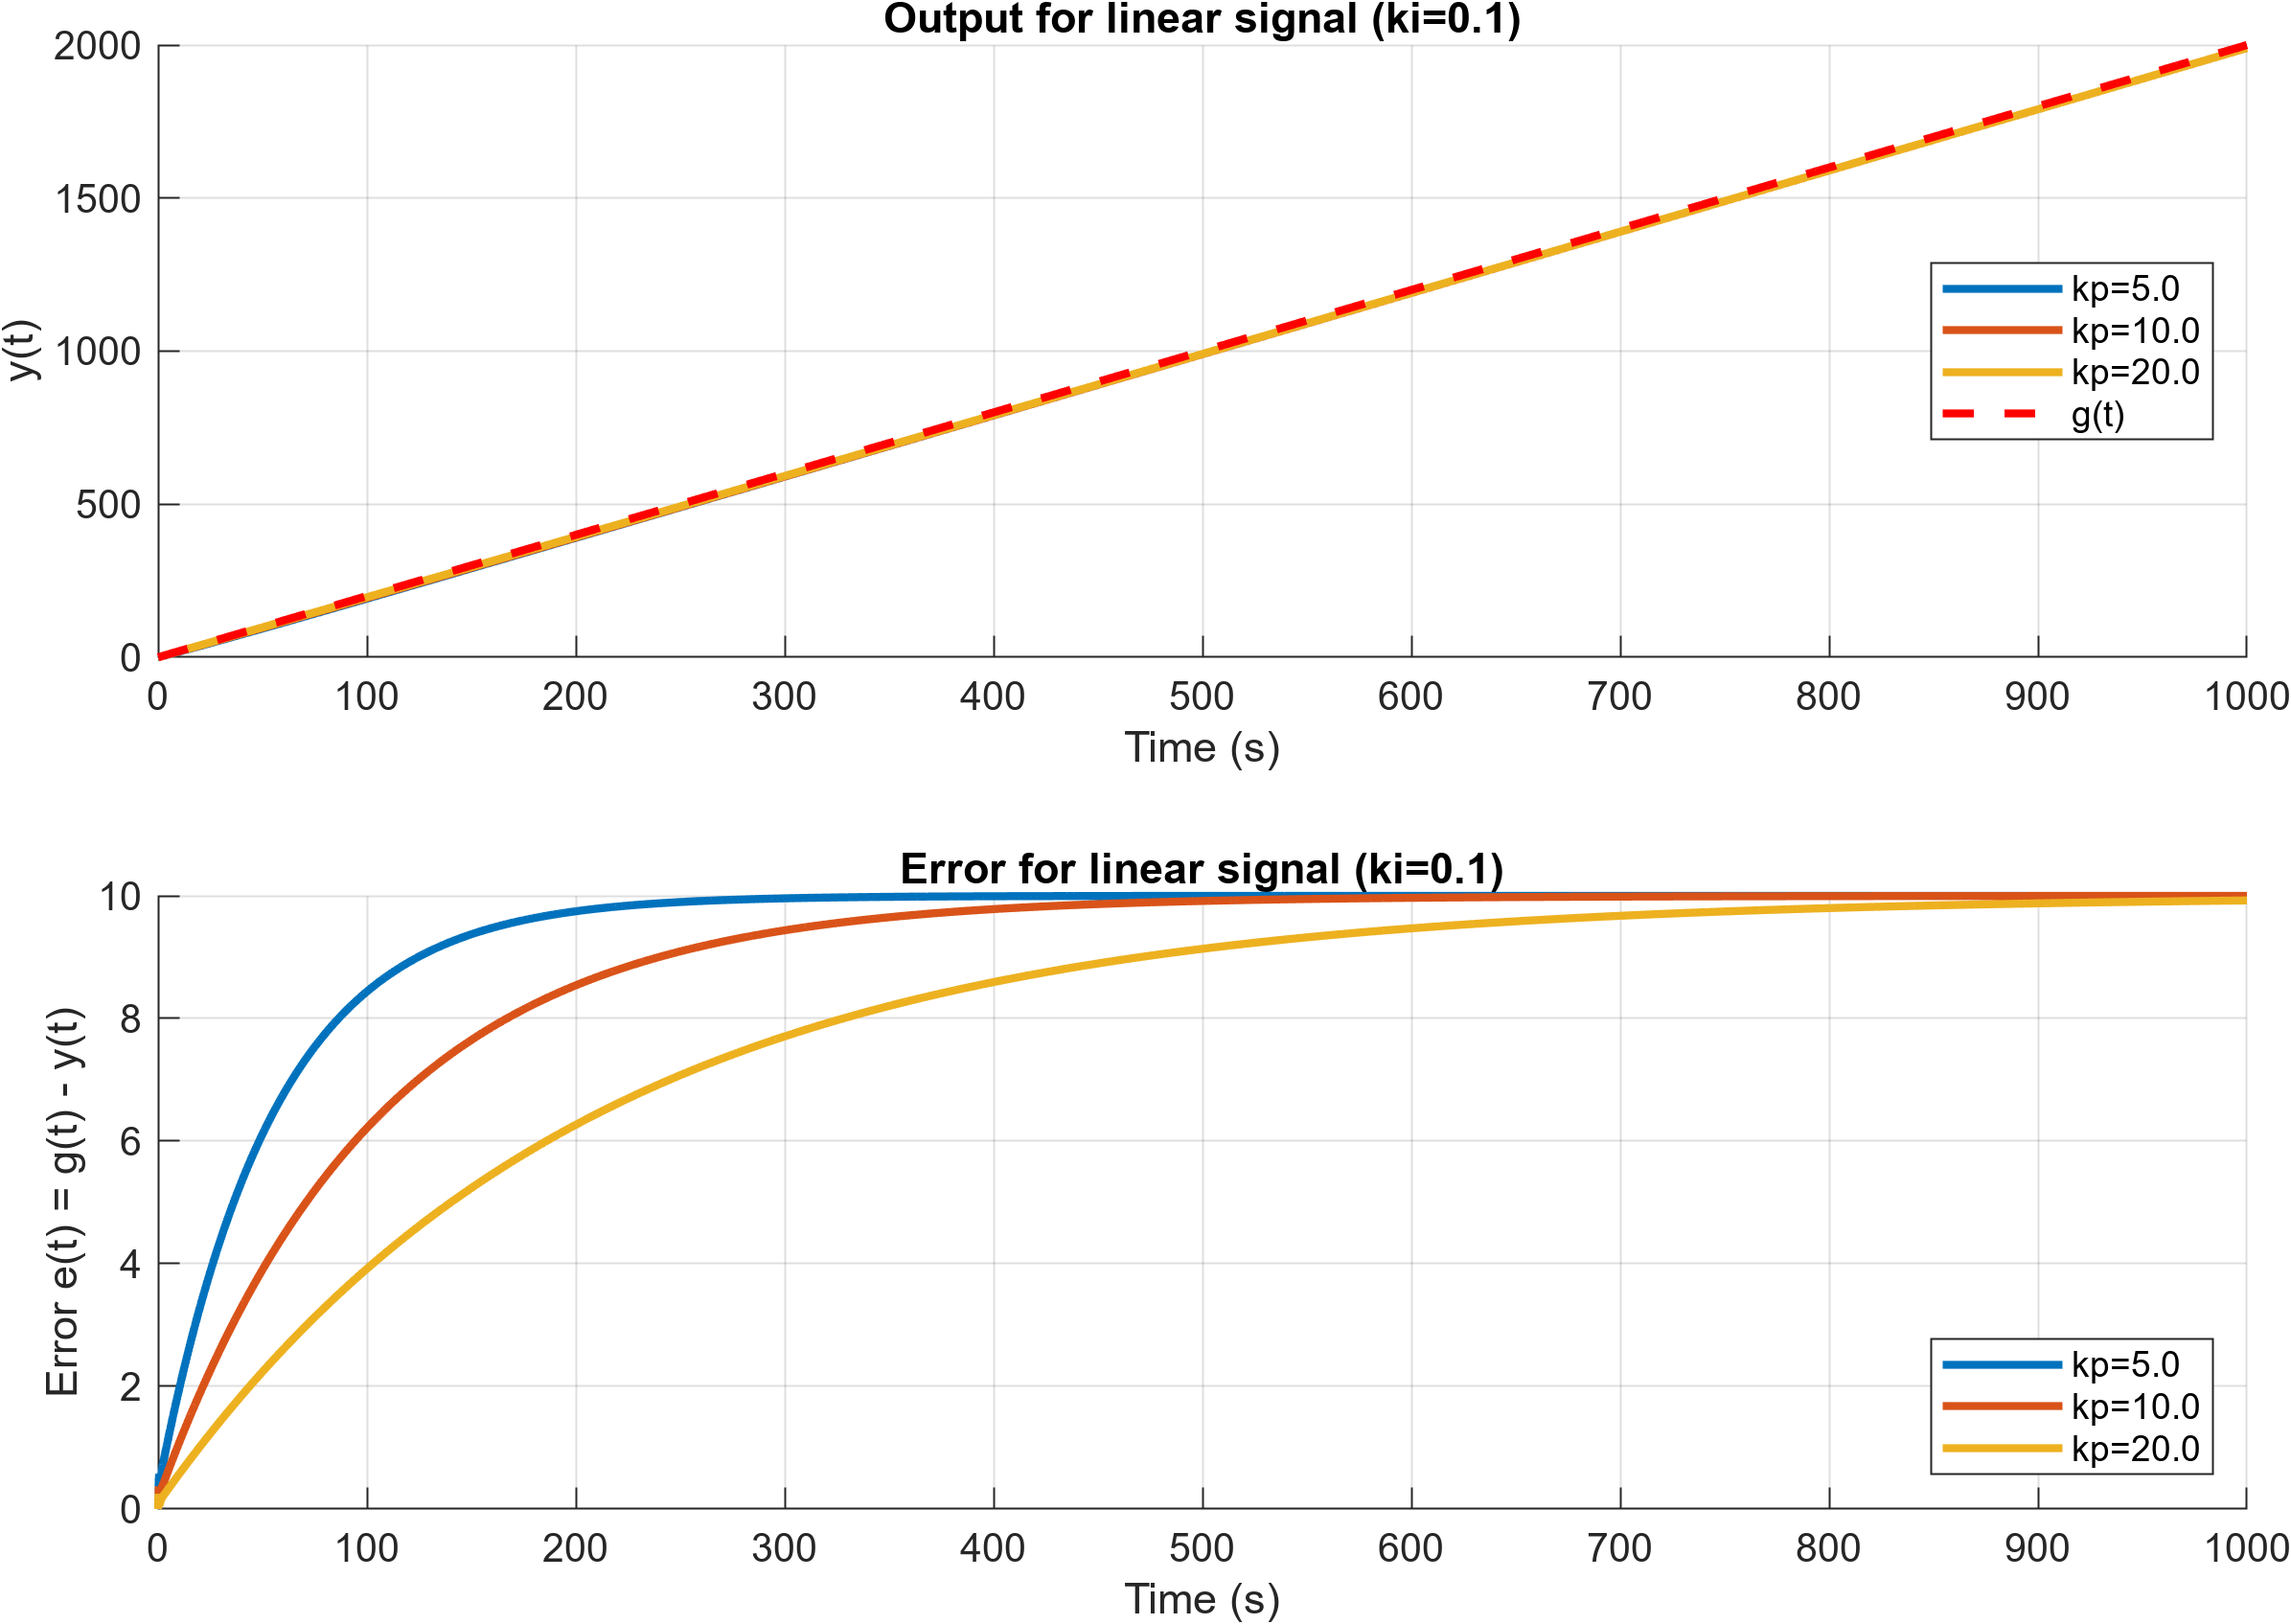 Output for linear signal (ki=0.1)
2000
1500
1000
500
0
y(t)
0 100 200 300 400 500 600 700 800 900 1000
Time (s)
kp=5.0
kp=10.0
kp=20.0
g(t)
Error for linear signal (ki=0.1)
10
8
6
4
2
0
Error e(t) = g(t) - y(t)
0 100 200 300 400 500 600 700 800 900 1000
Time (s)
kp=5.0
kp=10.0
kp=20.0